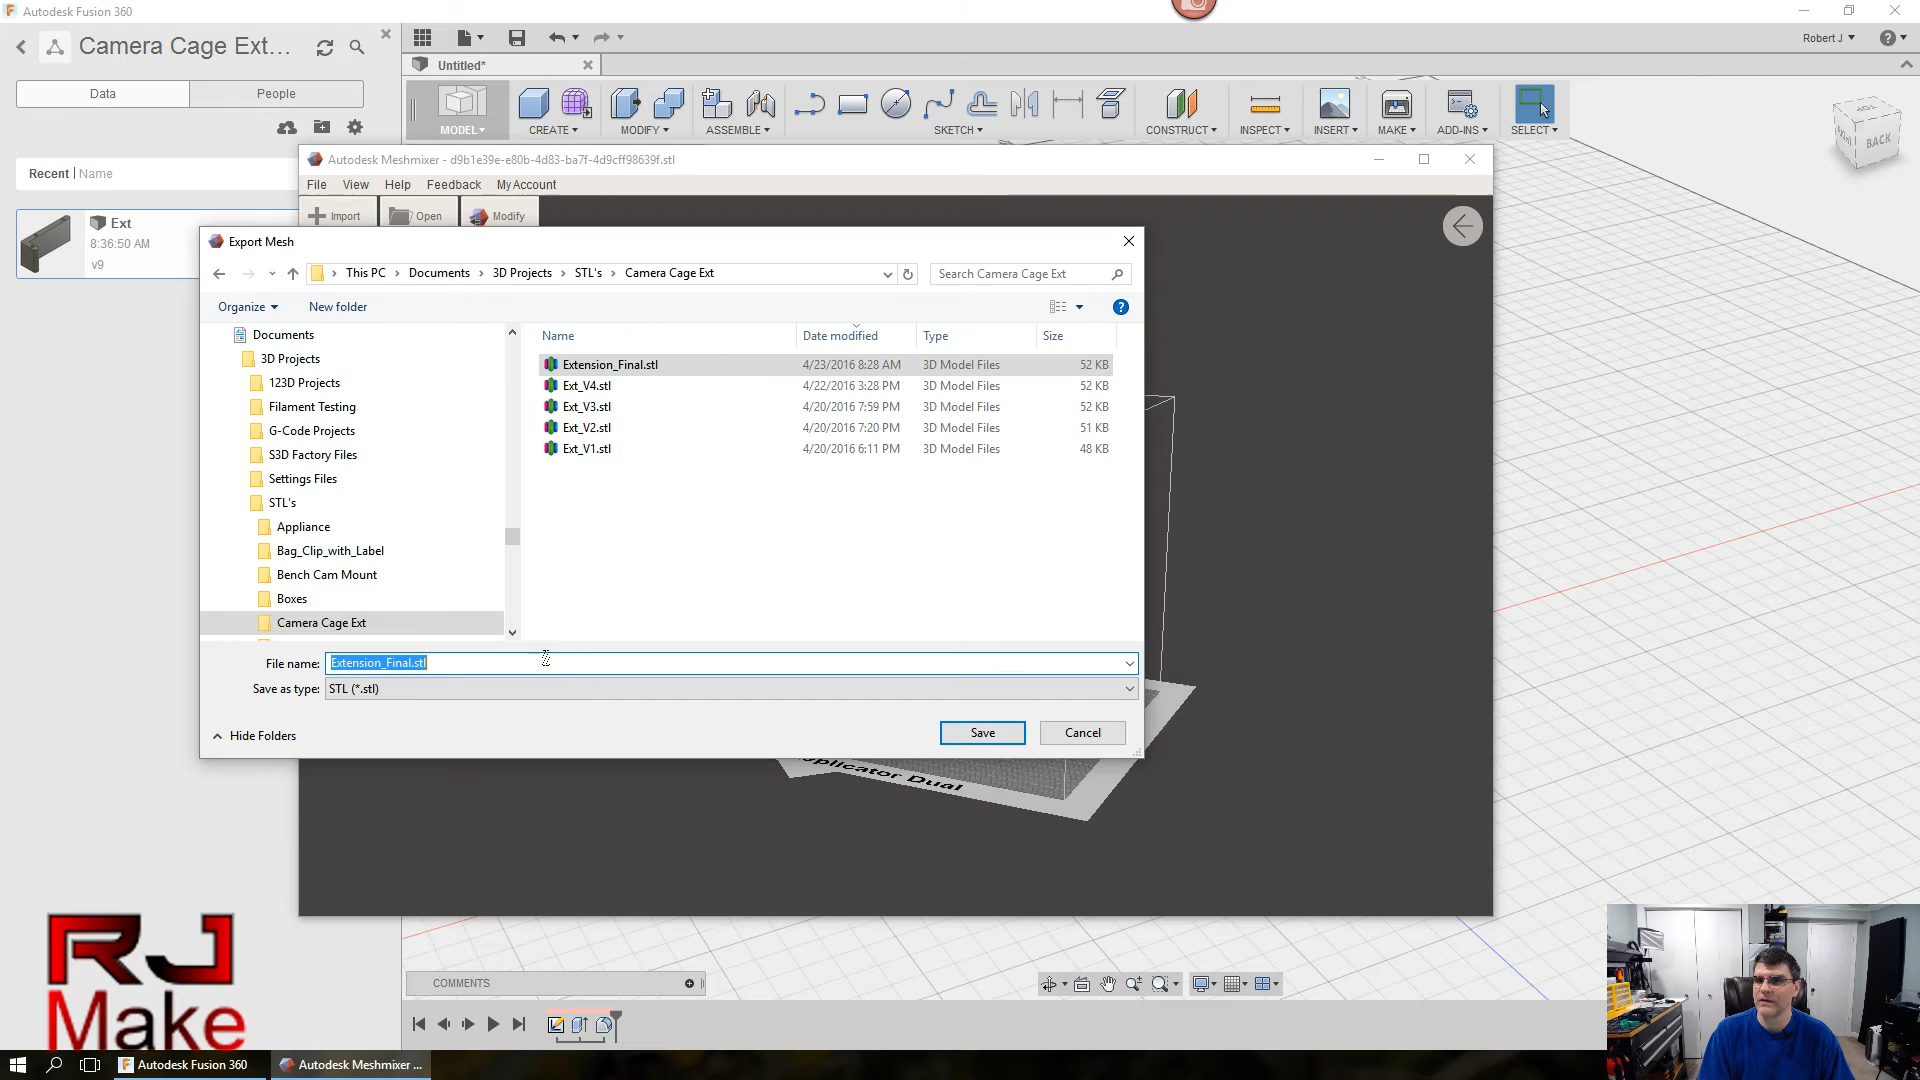 Autodesk Fusion 360
Camera Cage Ext...
Data
People
Recent
Name
Ext
8:36:50 AM
v9
Untitled*
Robert J
MODEL
CREATE
MODIFY
ASSEMBLE
SKETCH
CONSTRUCT
INSPECT
INSERT
MAKE
ADD-INS
SELECT
TOP
BACK
Autodesk Meshmixer - d9b1e39e-e80b-4d83-ba7f-4d9cff98639f.stl
File View Help Feedback My Account
Import
Open
Modify
Export Mesh
This PC
Documents
3D Projects
STL's
Camera Cage Ext
Search Camera Cage Ext
Organize
New folder
Name Date modified Type Size
Extension_Final.stl 4/23/2016 8:28 AM 3D Model Files 52 KB
Ext_V4.stl 4/22/2016 3:28 PM 3D Model Files 52 KB
Ext_V3.stl 4/20/2016 7:59 PM 3D Model Files 52 KB
Ext_V2.stl 4/20/2016 7:20 PM 3D Model Files 51 KB
Ext_V1.stl 4/20/2016 6:11 PM 3D Model Files 48 KB
Documents
3D Projects
123D Projects
Filament Testing
G-Code Projects
S3D Factory Files
Settings Files
STL's
Appliance
Bag_Clip_with_Label
Bench Cam Mount
Boxes
Camera Cage Ext
File name: Extension_Final.stl
Save as type: STL (*.stl)
Hide Folders
Save
Cancel
plicator Dual
COMMENTS
RJ
Make
Autodesk Fusion 360
Autodesk Meshmixer ...